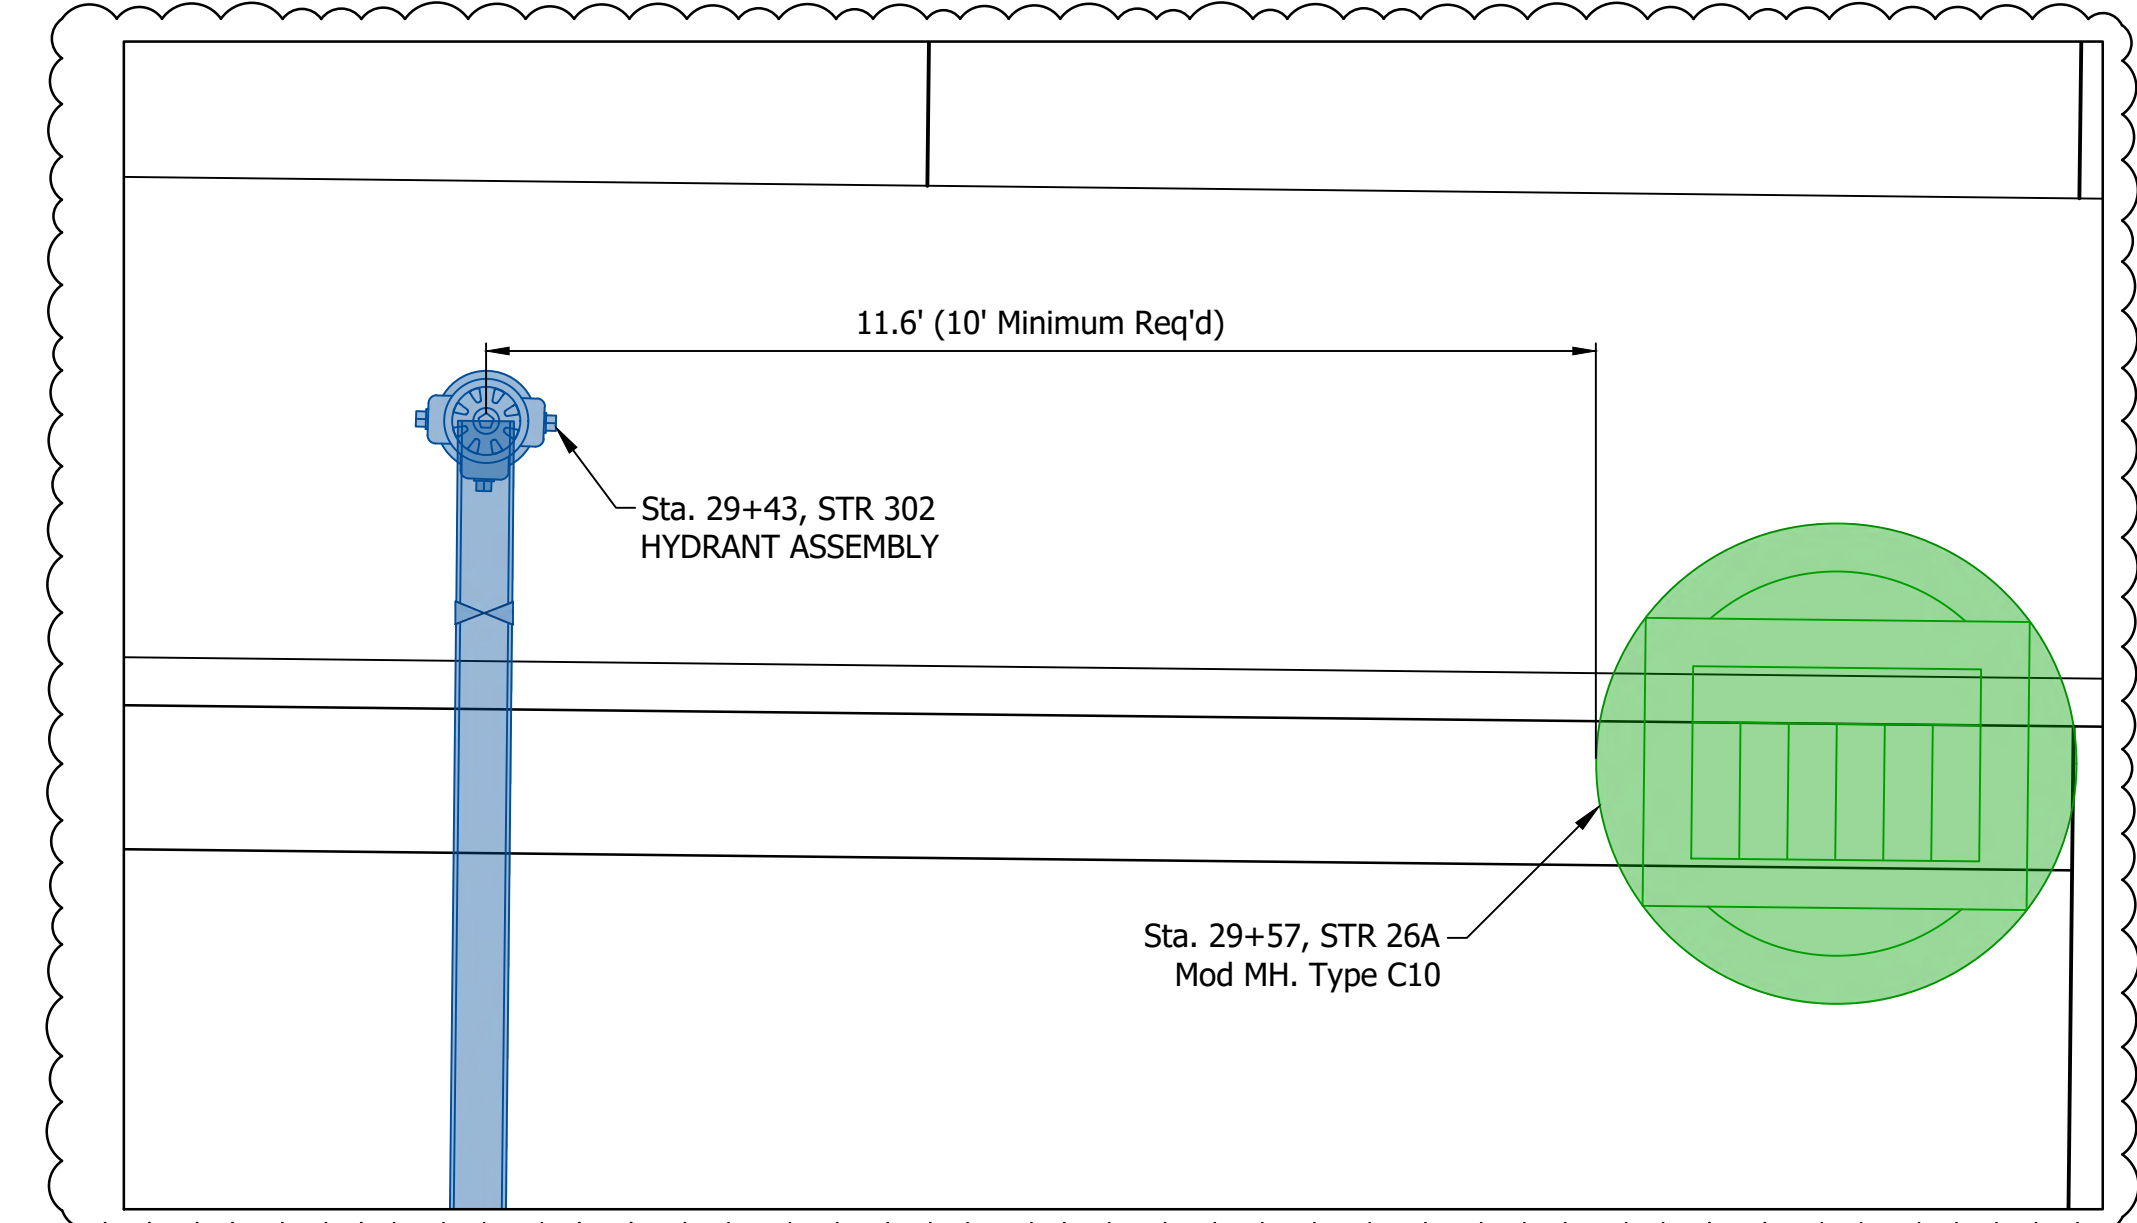 11.6' (10' Minimum Req'd)
Sta. 29+43, STR 302
HYDRANT ASSEMBLY
Sta. 29+57, STR 26A
Mod MH. Type C10